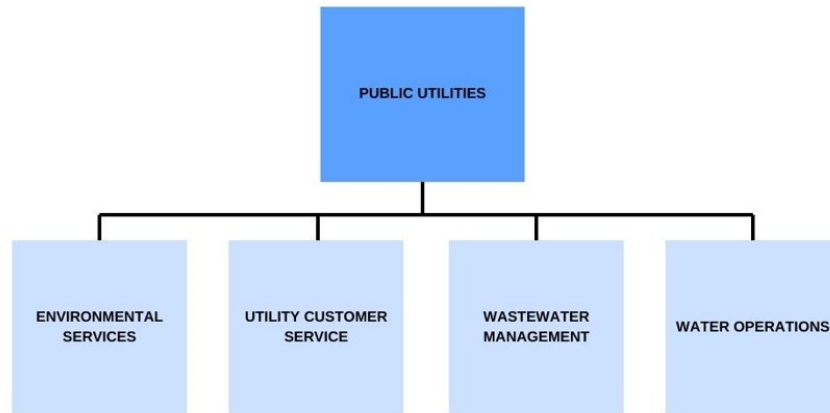 PUBLIC UTILITIES
ENVIRONMENTAL
SERVICES
UTILITY CUSTOMER
SERVICE
WASTEWATER
MANAGEMENT
WATER OPERATIONS